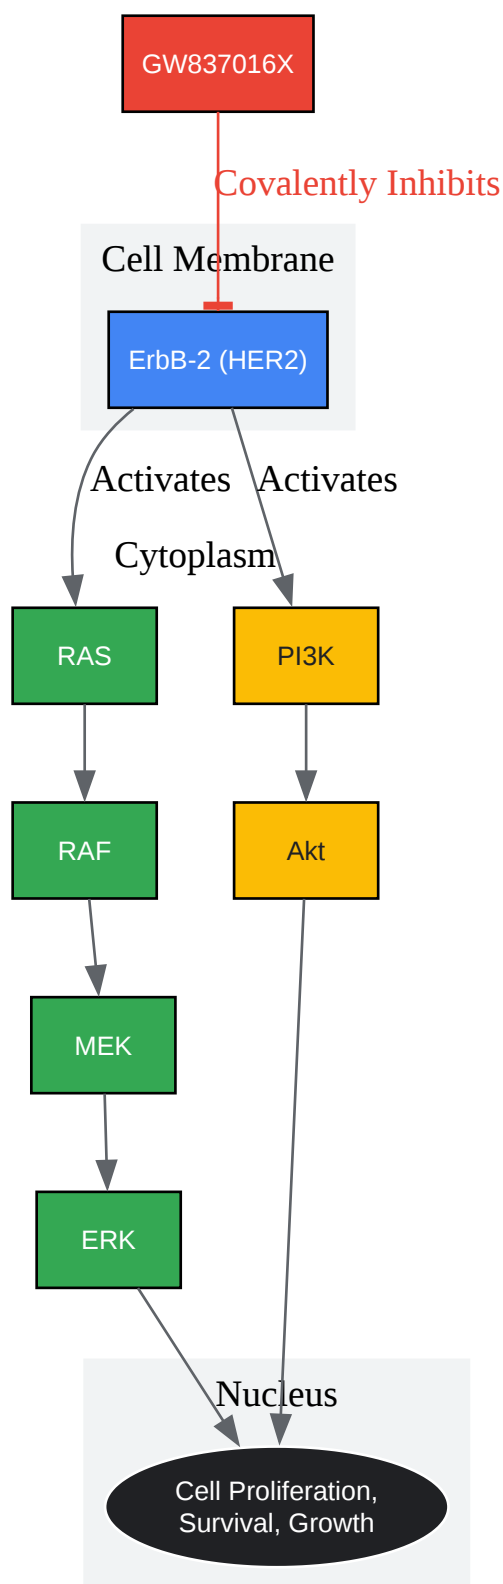 GW837016X
Covalently Inhibits
Cell Membrane
ErbB-2 (HER2)
Activates
Activates
Cytoplasm
RAS
PI3K
RAF
Akt
MEK
ERK
Nucleus
Cell Proliferation,
Survival, Growth